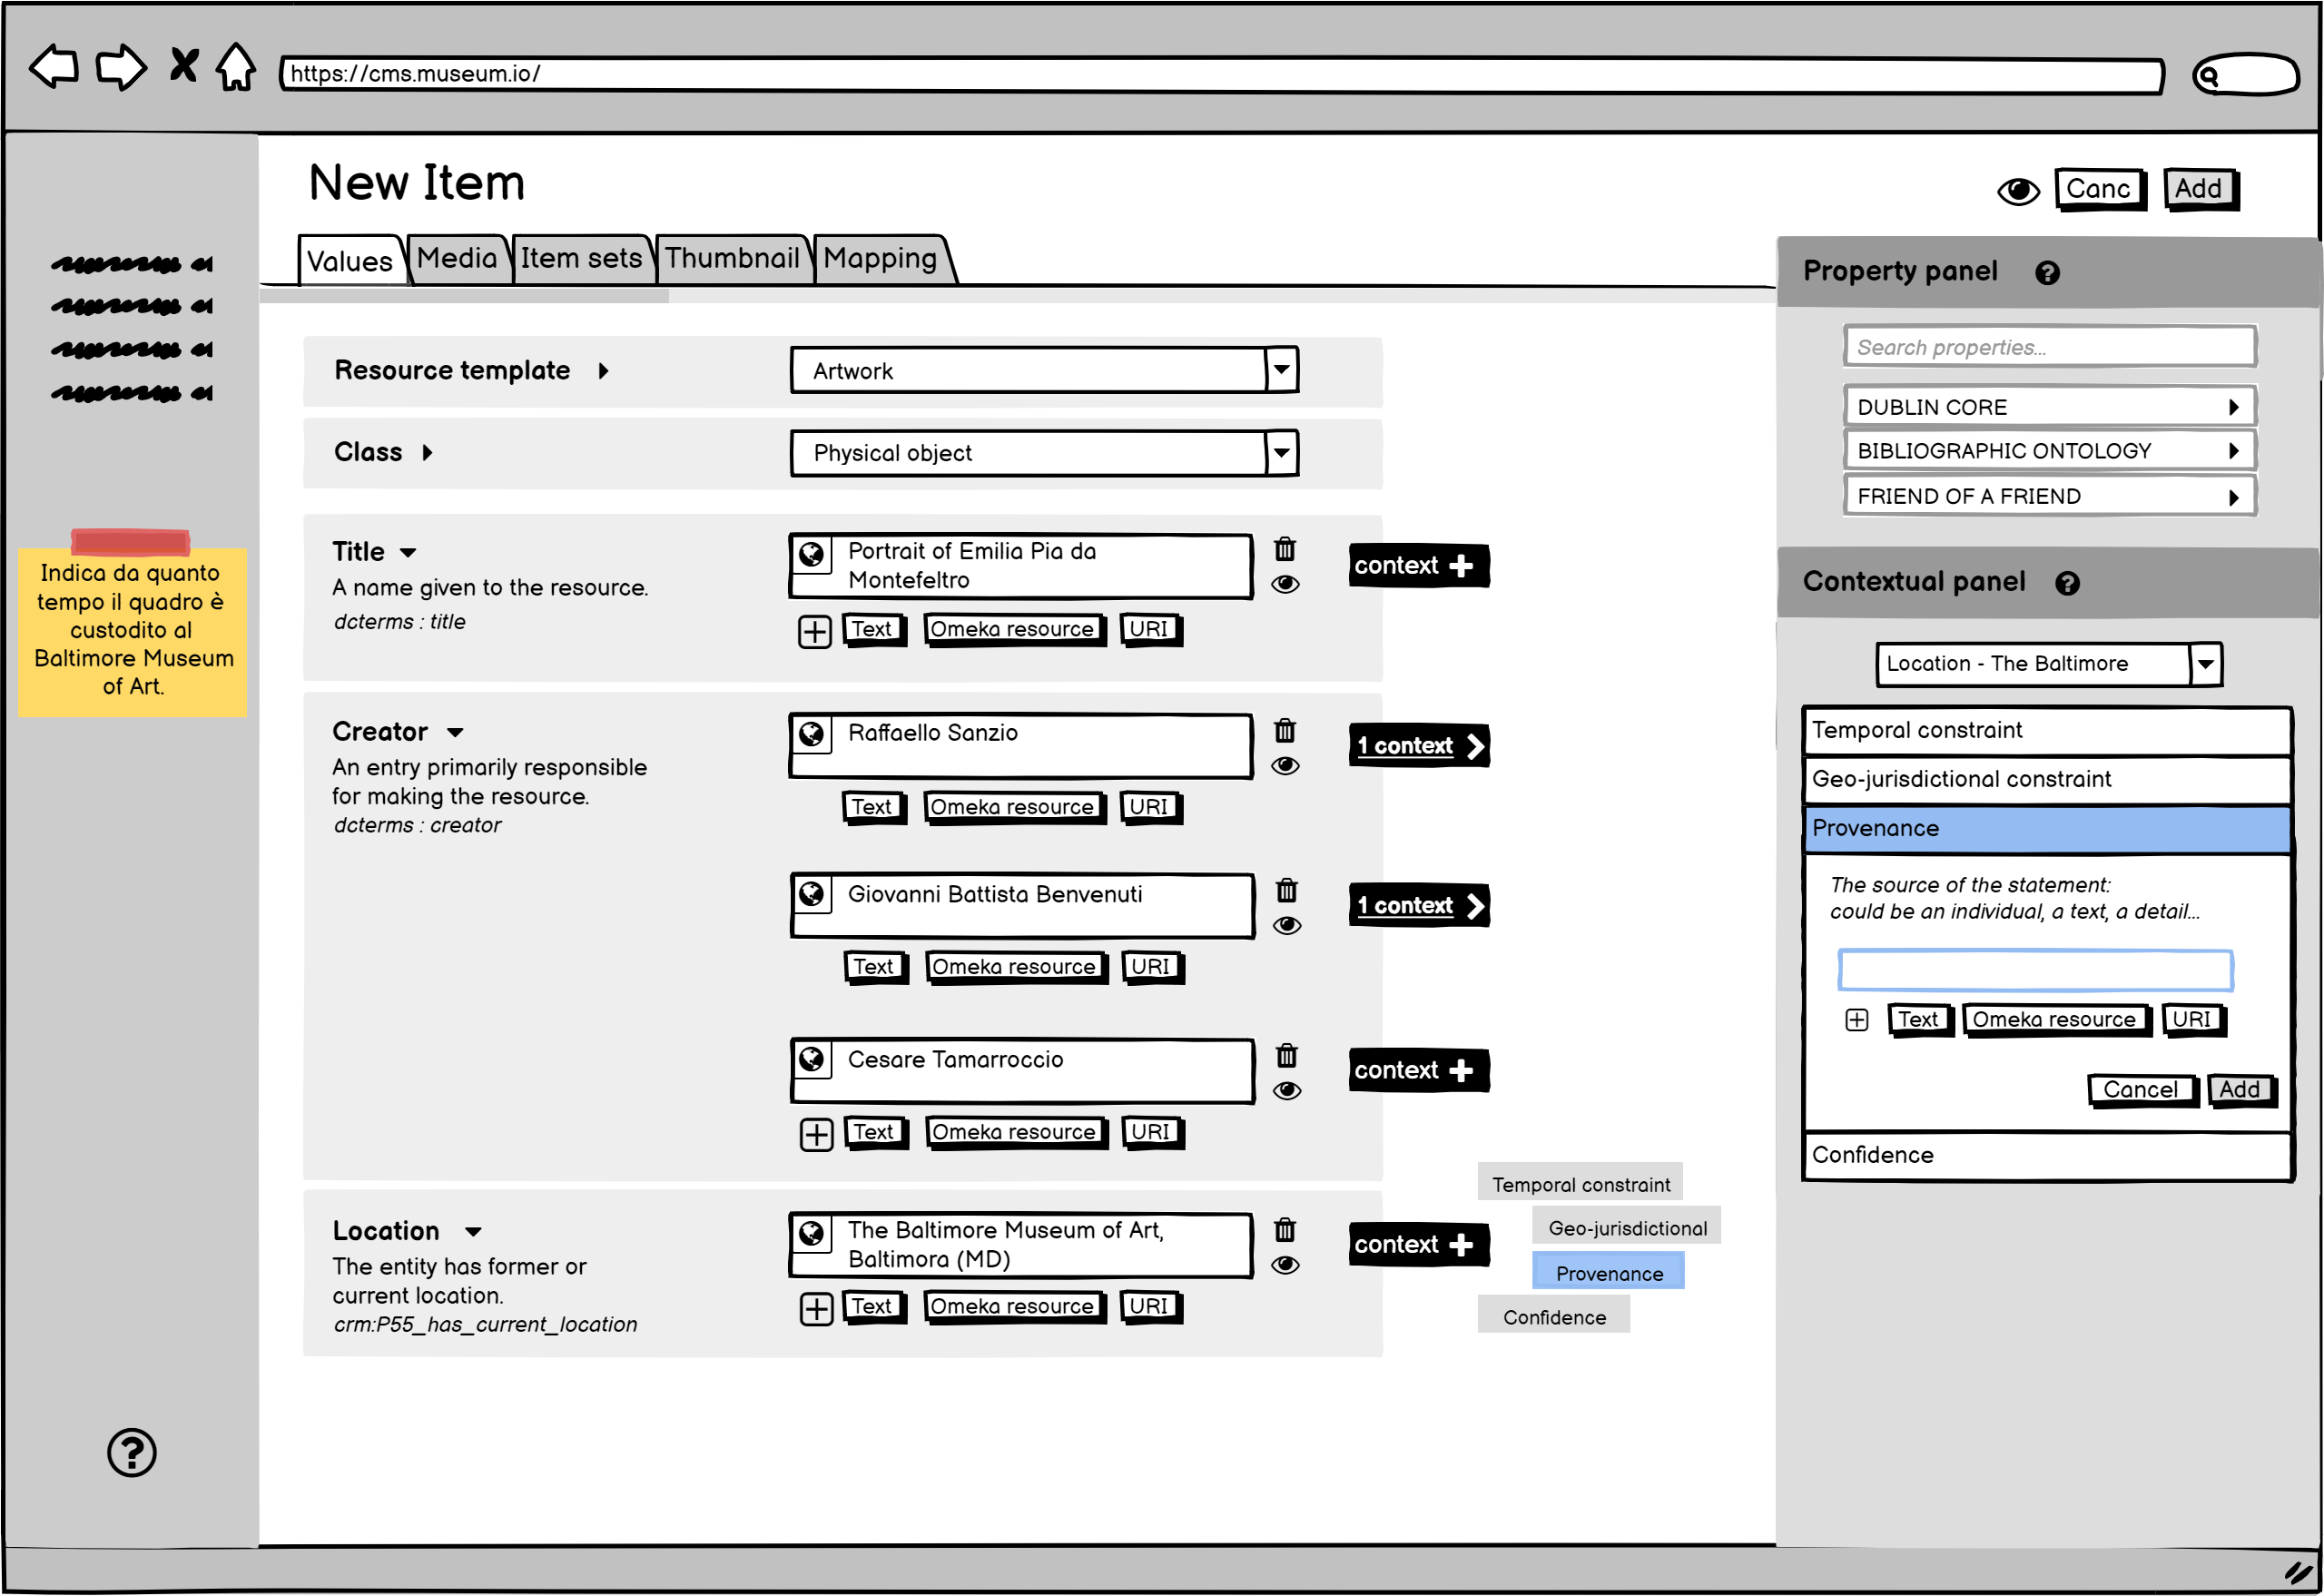 https://cms.museum.io/
New Item
Canc
Add
Values
Media
Item sets
Thumbnail
Mapping
Indica da quanto
tempo il quadro è
custodito al
Baltimore Museum
of Art.
Resource template
Artwork
Class
Physical object
Title
A name given to the resource.
dcterms : title
Portrait of Emilia Pia da
Montefeltro
Text
Omeka resource
URI
context
Creator
An entry primarily responsible
for making the resource.
dcterms : creator
Raffaello Sanzio
Text
Omeka resource
URI
1 context
Giovanni Battista Benvenuti
Text
Omeka resource
URI
1 context
Cesare Tamarroccio
Text
Omeka resource
URI
context
Location
The entity has former or
current location.
crm:P55_has_current_location
The Baltimore Museum of Art,
Baltimora (MD)
Text
Omeka resource
URI
context
Temporal constraint
Geo-jurisdictional
Provenance
Confidence
Property panel
Search properties...
DUBLIN CORE
BIBLIOGRAPHIC ONTOLOGY
FRIEND OF A FRIEND
Contextual panel
Location - The Baltimore
Temporal constraint
Geo-jurisdictional constraint
Provenance
The source of the statement:
could be an individual, a text, a detail...
Text
Omeka resource
URI
Cancel
Add
Confidence